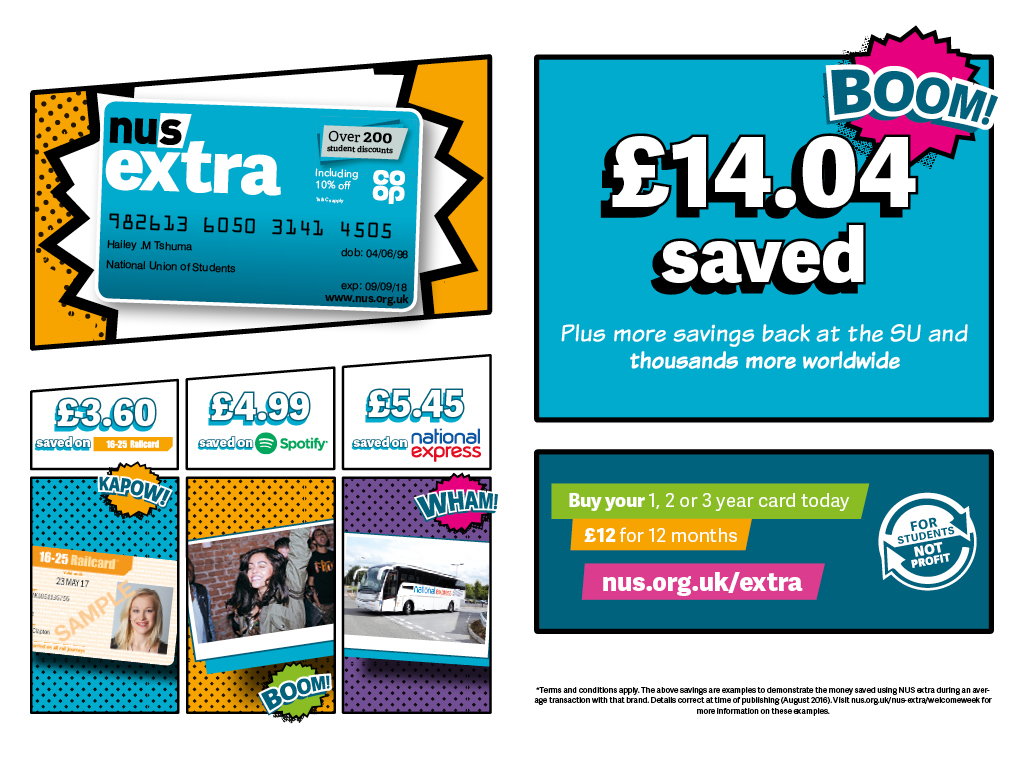 nus
extra
Over 200
student discounts
Including
10% off
Ts & Cs apply
CO
OP
982613 6050 3141 4505
Hailey .M Tshuma
dob: 04/06/98
National Union of Students
exp: 09/09/18
www.nus.org.uk
£3.60
saved on 16-25 Railcard
£4.99
saved on Spotify
£5.45
saved on national
express
KAPOW!
16-25 Railcard
23 MAY 17
SAMPLE
Clapton
BOOM!
WHAM!
national express
BOOM!
£14.04
saved
Plus more savings back at the SU and
thousands more worldwide
Buy your 1, 2 or 3 year card today
£12 for 12 months
nus.org.uk/extra
FOR
STUDENTS
NOT
PROFIT
*Terms and conditions apply. The above savings are examples to demonstrate the money saved using NUS extra during an aver-
age transaction with that brand. Details correct at time of publishing (August 2016). Visit nus.org.uk/nus-extra/welcomeweek for
more information on these examples.